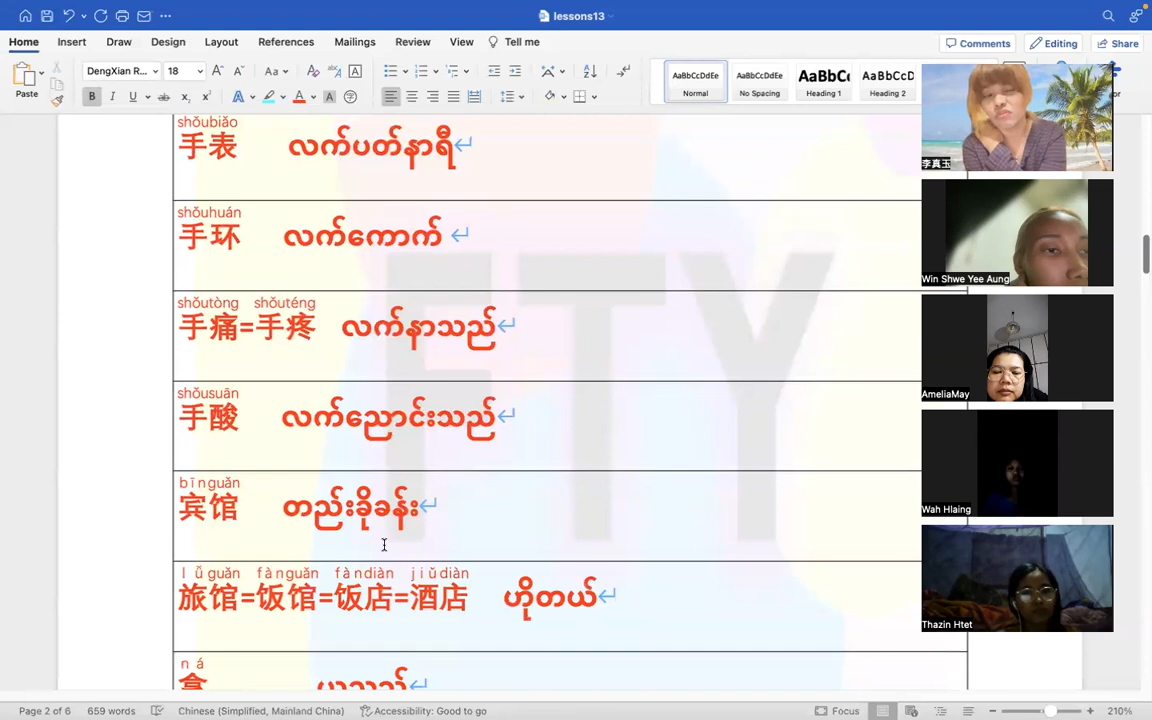 lessons13
Home Insert Draw Design Layout References Mailings Review View Tell me Comments Editing Share
DengXian R... 18
Paste
AaBbCcDdEe AaBbCcDdEe AaBbC AaBbCcD
Normal No Spacing Heading 1 Heading 2
shǒubiǎo
手表 လက်ပတ်နာရီ
shǒuhuán
手环 လက်ကောက်
shǒutòng shǒuténg
手痛=手疼 လက်နာသည်
shǒusuān
手酸 လက်ညောင်းသည်
bīnguǎn
宾馆 တည်းခိုခန်း
lǚguǎn fànguǎn fàndiàn jiǔdiàn
旅馆=饭馆=饭店=酒店 ဟိုတယ်
ná
拿 ယူသည်
FTY
李真玉
Win Shwe Yee Aung
AmeliaMay
Wah Hlaing
Thazin Htet
Page 2 of 6 659 words Chinese (Simplified, Mainland China) Accessibility: Good to go Focus 210%